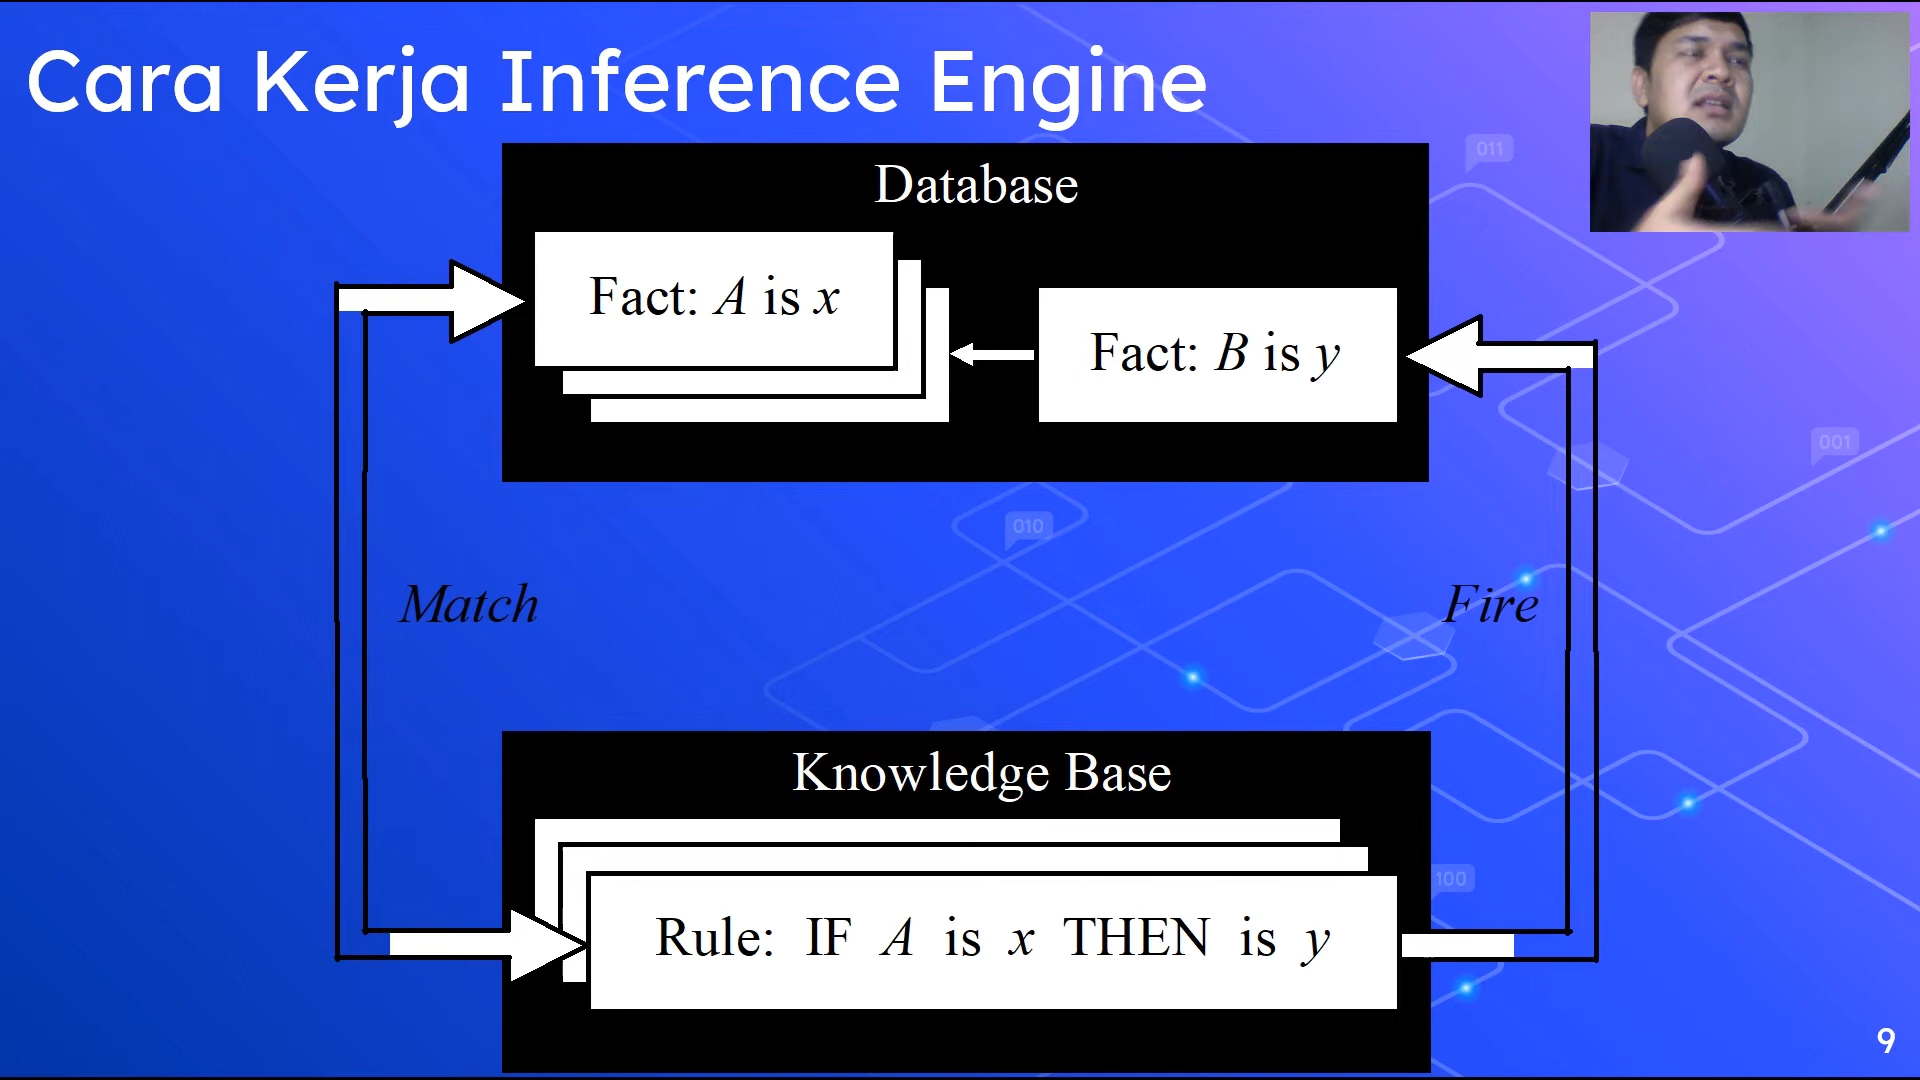 Cara Kerja Inference Engine
Database
Fact: A is x
Fact: B is y
Match
Fire
Knowledge Base
Rule: IF A is x THEN is y
011
001
010
100
9